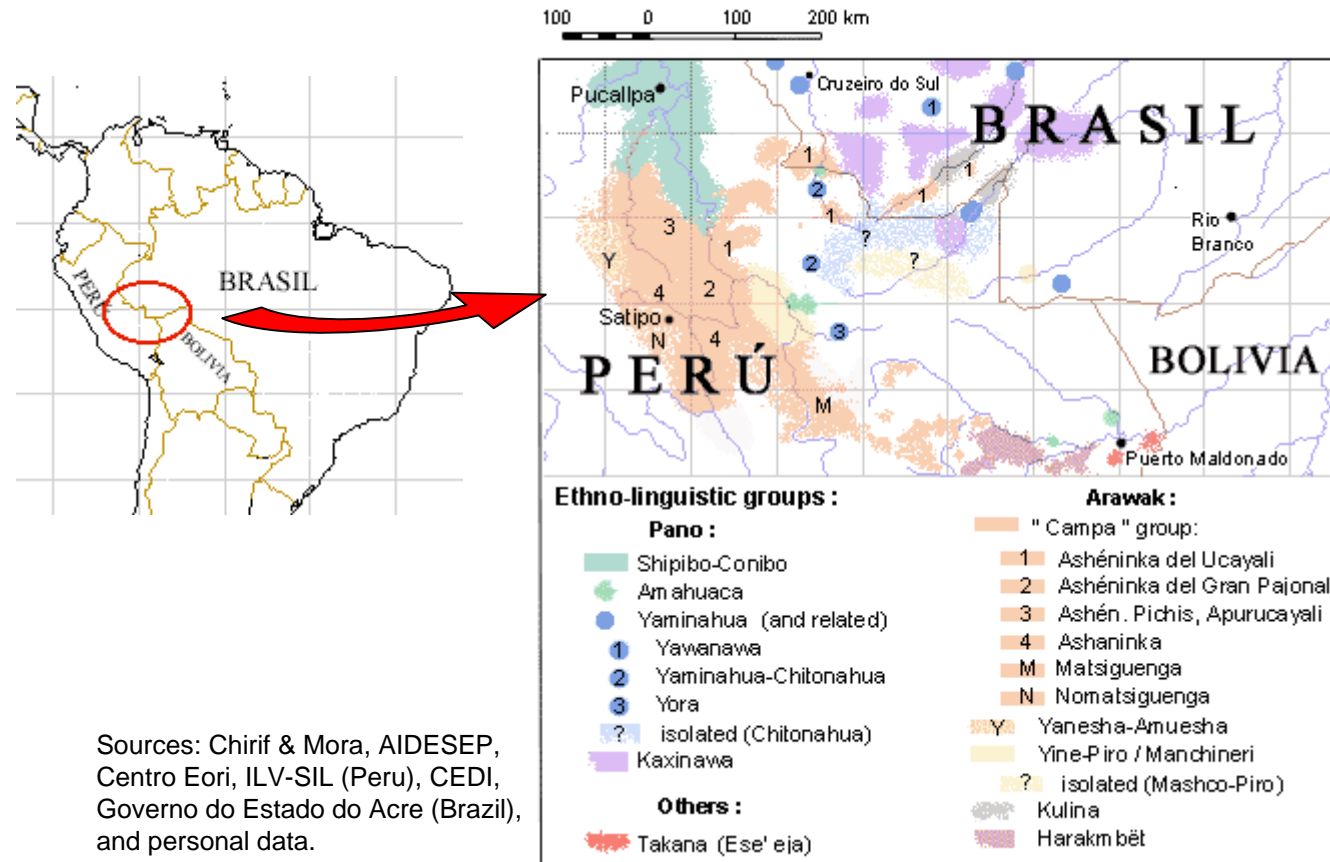 100 0 100 200 km
PERÚ
BRASIL
BOLIVIA
Pucallpa
Cruzeiro do Sul
1
BRASIL
1
1
2
1
1
3
?
Rio
Branco
1
Y
2
?
4
2
Satipo
N
4
3
PERÚ
BOLIVIA
M
Puerto Maldonado
Ethno-linguistic groups :
Pano :
Shipibo-Conibo
Amahuaca
Yaminahua (and related)
1 Yawanawa
2 Yaminahua-Chitonahua
3 Yora
? isolated (Chitonahua)
Kaxinawa
Others :
Takana (Ese' eja)
Arawak :
" Campa " group:
1 Ashéninka del Ucayali
2 Ashéninka del Gran Pajonal
3 Ashén. Pichis, Apurucayali
4 Ashaninka
M Matsiguenga
N Nomatsiguenga
Y Yanesha-Amuesha
Yine-Piro / Manchineri
? isolated (Mashco-Piro)
Kulina
Harakmbët
Sources: Chirif & Mora, AIDESEP,
Centro Eori, ILV-SIL (Peru), CEDI,
Governo do Estado do Acre (Brazil),
and personal data.